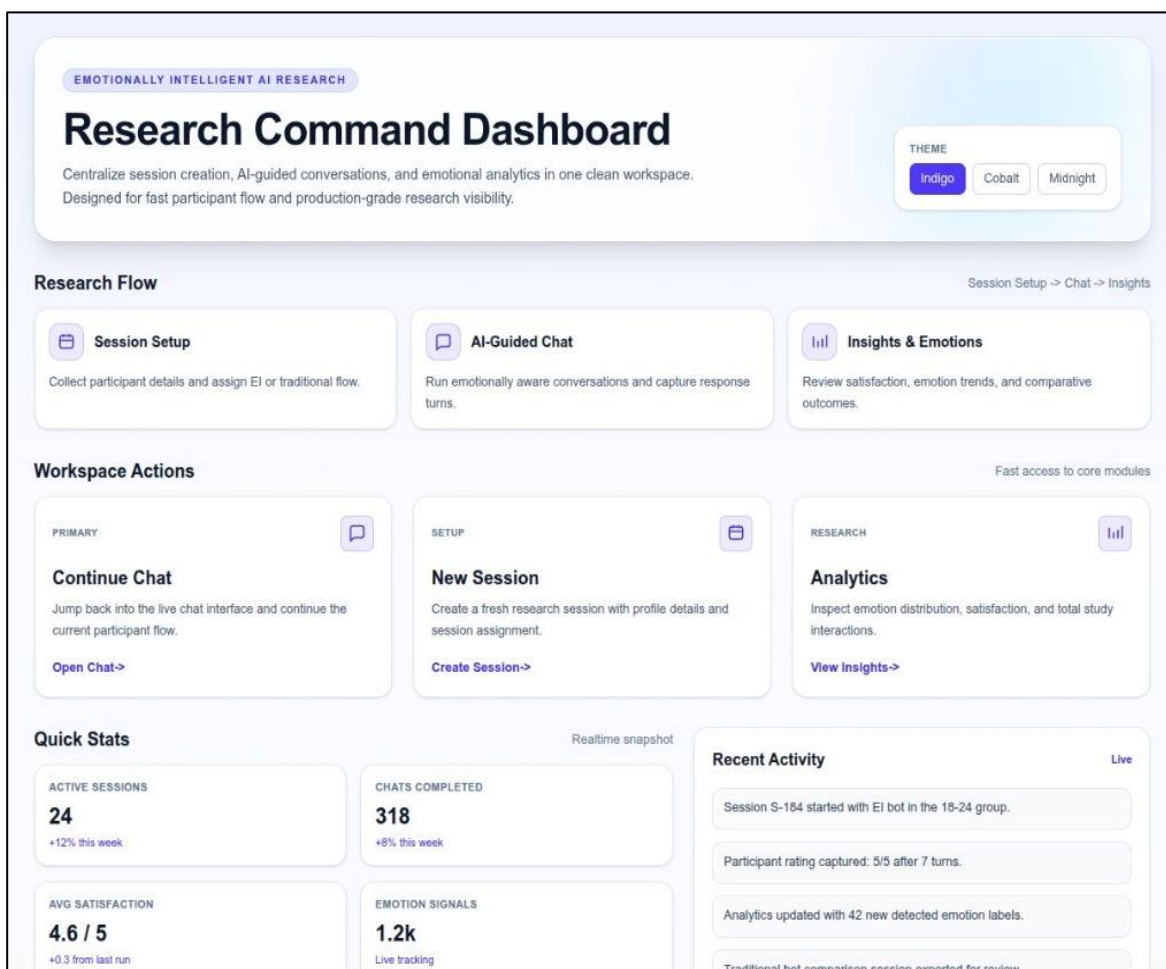 EMOTIONALLY INTELLIGENT AI RESEARCH
Research Command Dashboard
Centralize session creation, AI-guided conversations, and emotional analytics in one clean workspace.
Designed for fast participant flow and production-grade research visibility.
THEME
Indigo
Cobalt
Midnight
Research Flow
Session Setup -> Chat -> Insights
Session Setup
Collect participant details and assign EI or traditional flow.
AI-Guided Chat
Run emotionally aware conversations and capture response
turns.
Insights & Emotions
Review satisfaction, emotion trends, and comparative
outcomes.
Workspace Actions
Fast access to core modules
PRIMARY
Continue Chat
Jump back into the live chat interface and continue the
current participant flow.
Open Chat->
SETUP
New Session
Create a fresh research session with profile details and
session assignment.
Create Session->
RESEARCH
Analytics
Inspect emotion distribution, satisfaction, and total study
interactions.
View Insights->
Quick Stats
Realtime snapshot
ACTIVE SESSIONS
24
+12% this week
CHATS COMPLETED
318
+8% this week
AVG SATISFACTION
4.6 / 5
+0.3 from last run
EMOTION SIGNALS
1.2k
Live tracking
Recent Activity
Live
Session S-184 started with EI bot in the 18-24 group.
Participant rating captured: 5/5 after 7 turns.
Analytics updated with 42 new detected emotion labels.
Traditional bot comparison session exported for review.